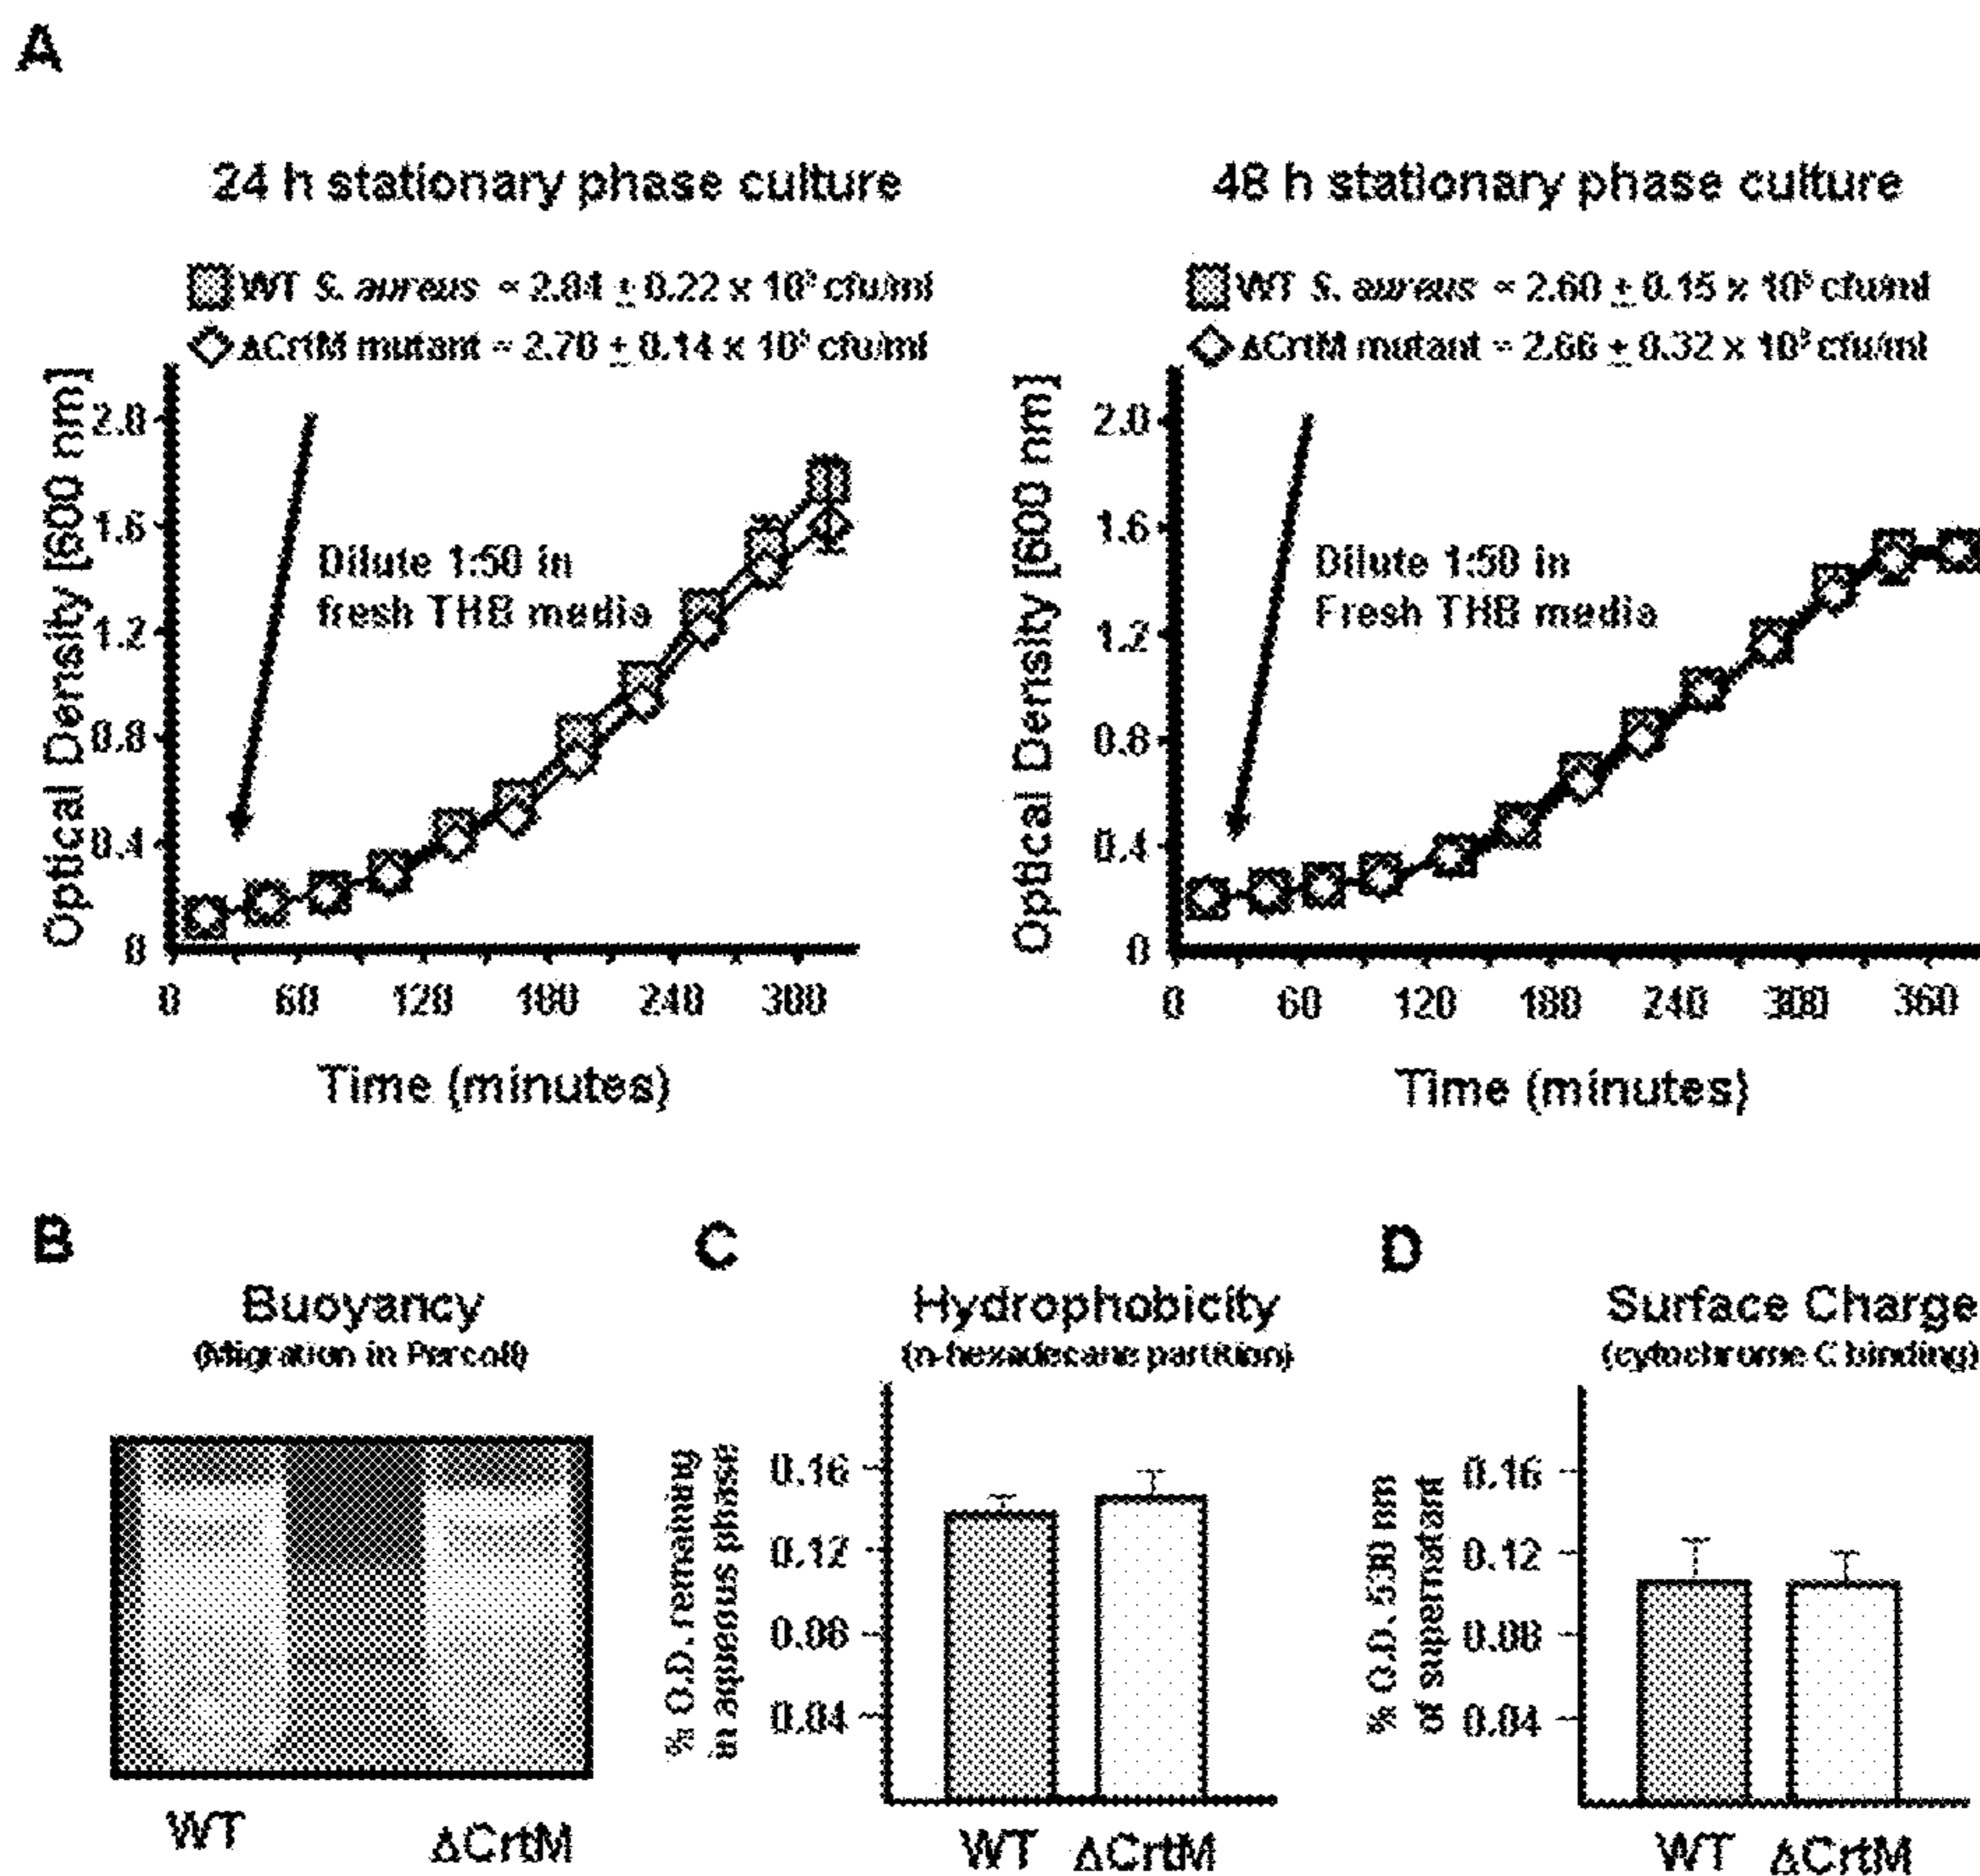 A
24 h stationary phase culture
WT S. aureus = 2.84 ± 0.22 x 10⁹ cfu/ml
ΔCrtM mutant = 2.70 ± 0.14 x 10⁹ cfu/ml
Optical Density [600 nm]
2.0
1.6
1.2
0.8
0.4
0
Dilute 1:50 in
fresh THB media
0 60 120 180 240 300
Time (minutes)
48 h stationary phase culture
WT S. aureus = 2.60 ± 0.15 x 10⁹ cfu/ml
ΔCrtM mutant = 2.66 ± 0.32 x 10⁹ cfu/ml
Optical Density [600 nm]
2.0
1.6
1.2
0.8
0.4
0
Dilute 1:50 in
Fresh THB media
0 60 120 180 240 300 360
Time (minutes)
B
Buoyancy
(Migration in Percoll)
WT ΔCrtM
C
Hydrophobicity
(n-hexadecane partition)
% O.D. remaining
in aqueous phase
0.16
0.12
0.08
0.04
WT ΔCrtM
D
Surface Charge
(cytochrome C binding)
% O.D. 530 nm
of supernatant
0.16
0.12
0.08
0.04
WT ΔCrtM